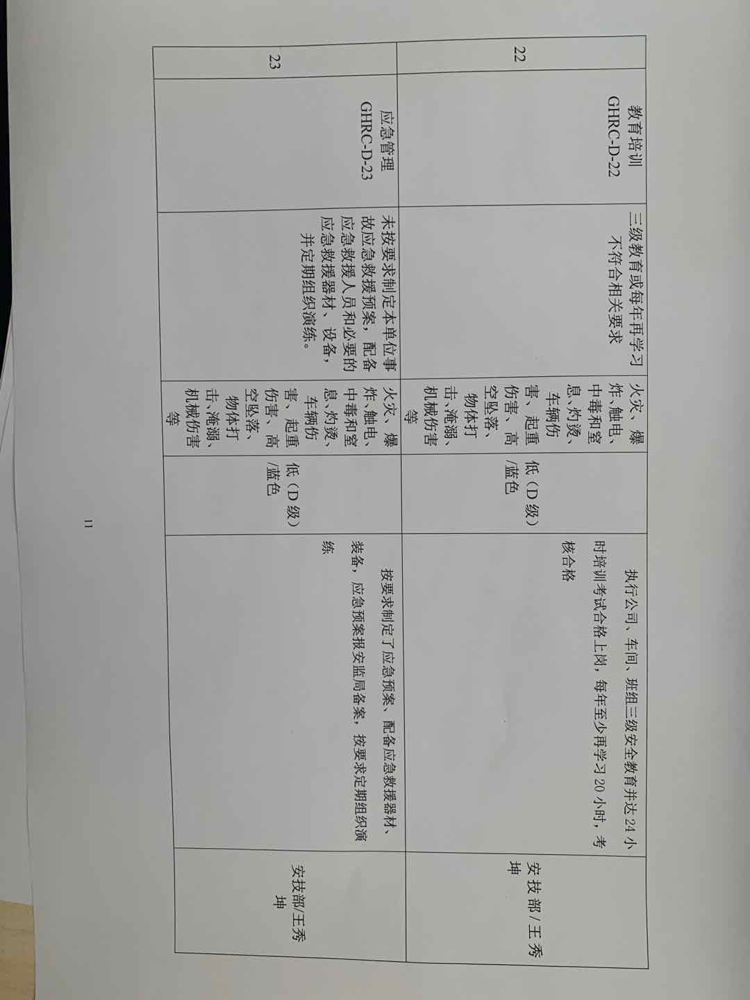 22
教育培训
GHRC-D-22
三级教育或每年再学习
不符合相关要求
火灾、爆
炸、触电、
中毒和窒
息、灼烫、
车辆伤
害、起重
伤害、高
空坠落、
物体打
击、淹溺、
机械伤害
等
低（D 级）
/蓝色
执行公司、车间、班组三级安全教育并达 24 小
时培训考试合格上岗，每年至少再学习 20 小时，考
核合格
安 技 部 / 王 秀
坤
23
应急管理
GHRC-D-23
未按要求制定本单位事
故应急救援预案，配备
应急救援人员和必要的
应急救援器材、设备，
并定期组织演练。
火灾、爆
炸、触电、
中毒和窒
息、灼烫、
车辆伤
害、起重
伤害、高
空坠落、
物体打
击、淹溺、
机械伤害
等
低（D 级）
/蓝色
按要求制定了应急预案、配备应急救援器材、
装备，应急预案报安监局备案，按要求定期组织演
练
安技部/王秀
坤
11